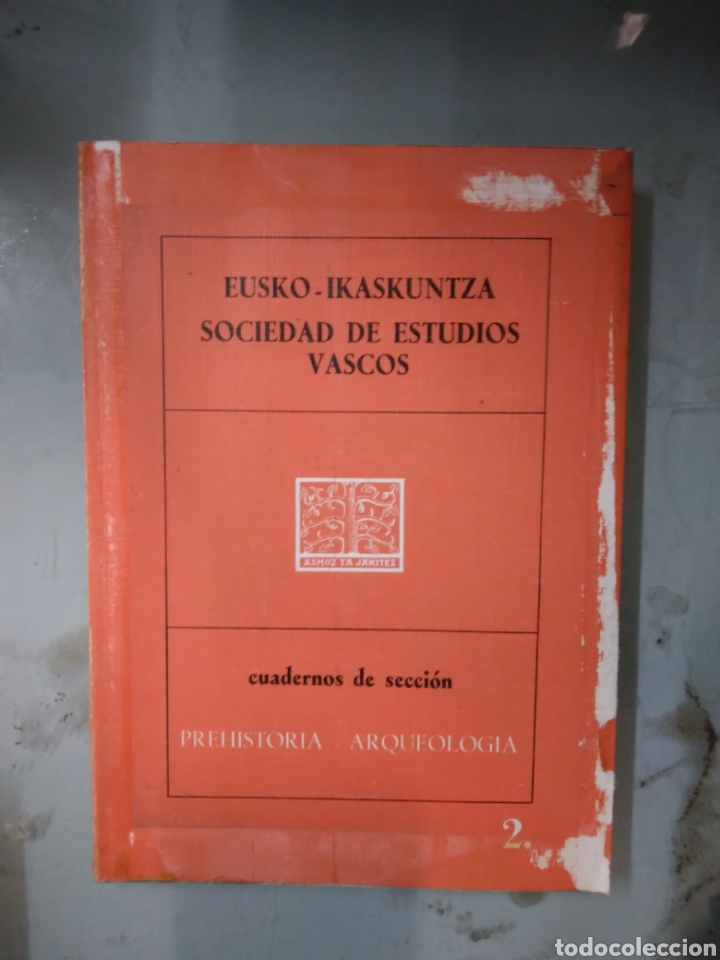 EUSKO-IKASKUNTZA
SOCIEDAD DE ESTUDIOS
VASCOS
ASMOZ TA JAKITEZ
cuadernos de sección
PREHISTORIA - ARQUEOLOGIA
2.
todocoleccion